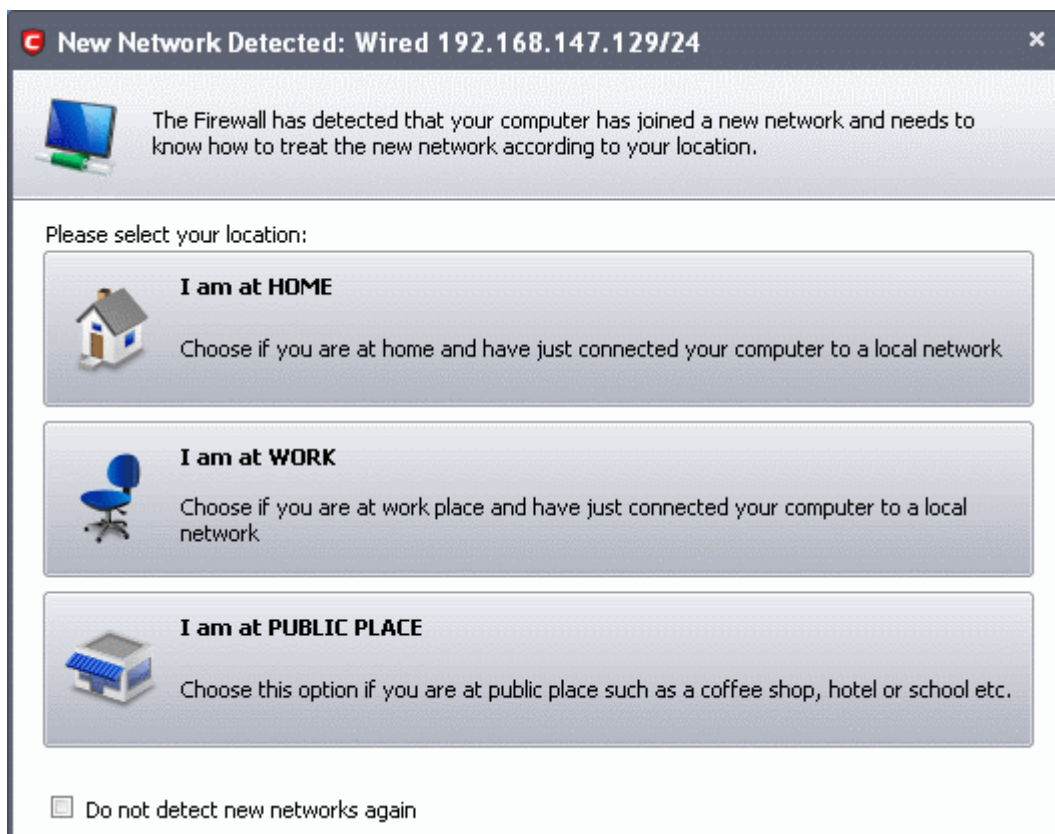 New Network Detected: Wired 192.168.147.129/24
The Firewall has detected that your computer has joined a new network and needs to
know how to treat the new network according to your location.
Please select your location:
I am at HOME
Choose if you are at home and have just connected your computer to a local network
I am at WORK
Choose if you are at work place and have just connected your computer to a local
network
I am at PUBLIC PLACE
Choose this option if you are at public place such as a coffee shop, hotel or school etc.
Do not detect new networks again